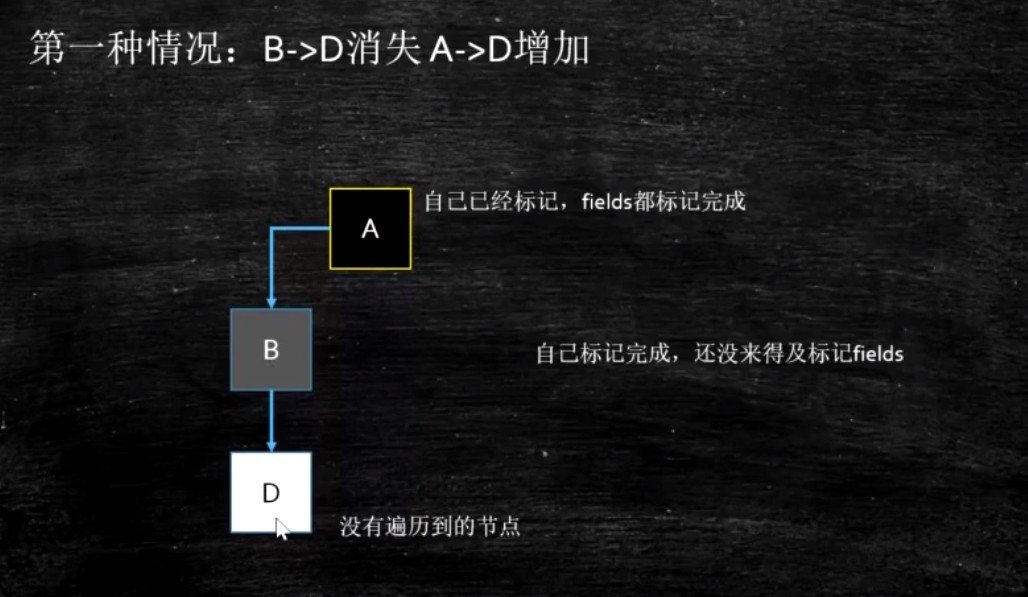 第一种情况：B->D消失 A->D增加
A
自己已经标记，fields都标记完成
B
自己标记完成，还没来得及标记fields
D
没有遍历到的节点